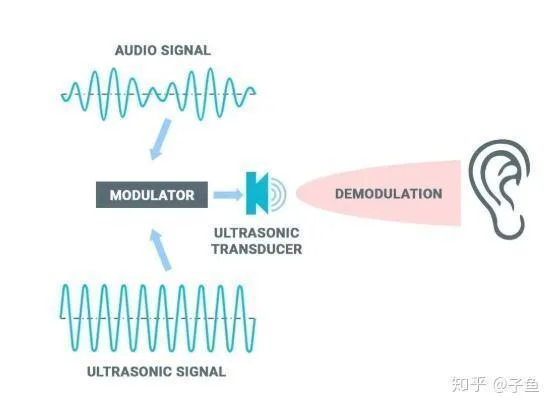 AUDIO SIGNAL
MODULATOR
DEMODULATION
ULTRASONIC
TRANSDUCER
ULTRASONIC SIGNAL
知乎 @子鱼